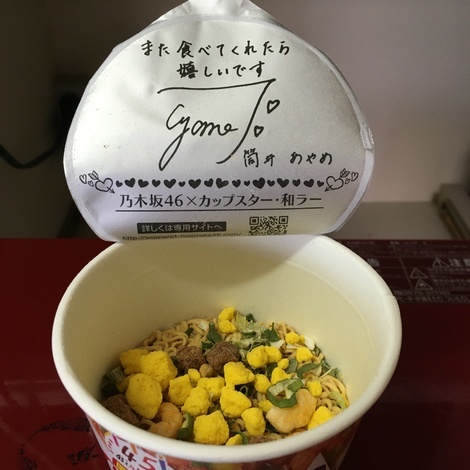 また食べてくれたら
嬉しいです
ayame
筒井 あやめ
乃木坂46×カップスター・和ラー
詳しくは専用サイトへ